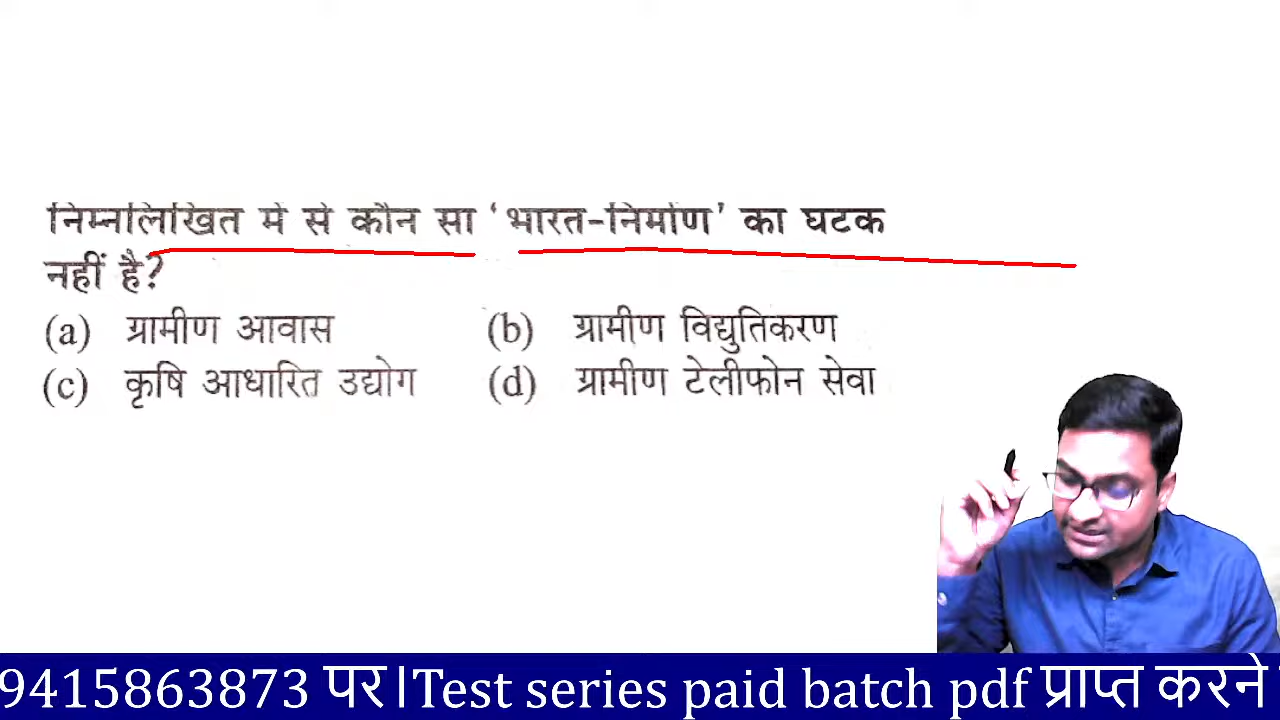 निम्नलिखित में से कौन सा ‘भारत-निर्माण’ का घटक
नहीं है?
(a) ग्रामीण आवास (b) ग्रामीण विद्युतिकरण
(c) कृषि आधारित उद्योग (d) ग्रामीण टेलीफोन सेवा
9415863873 पर।Test series paid batch pdf प्राप्त करने